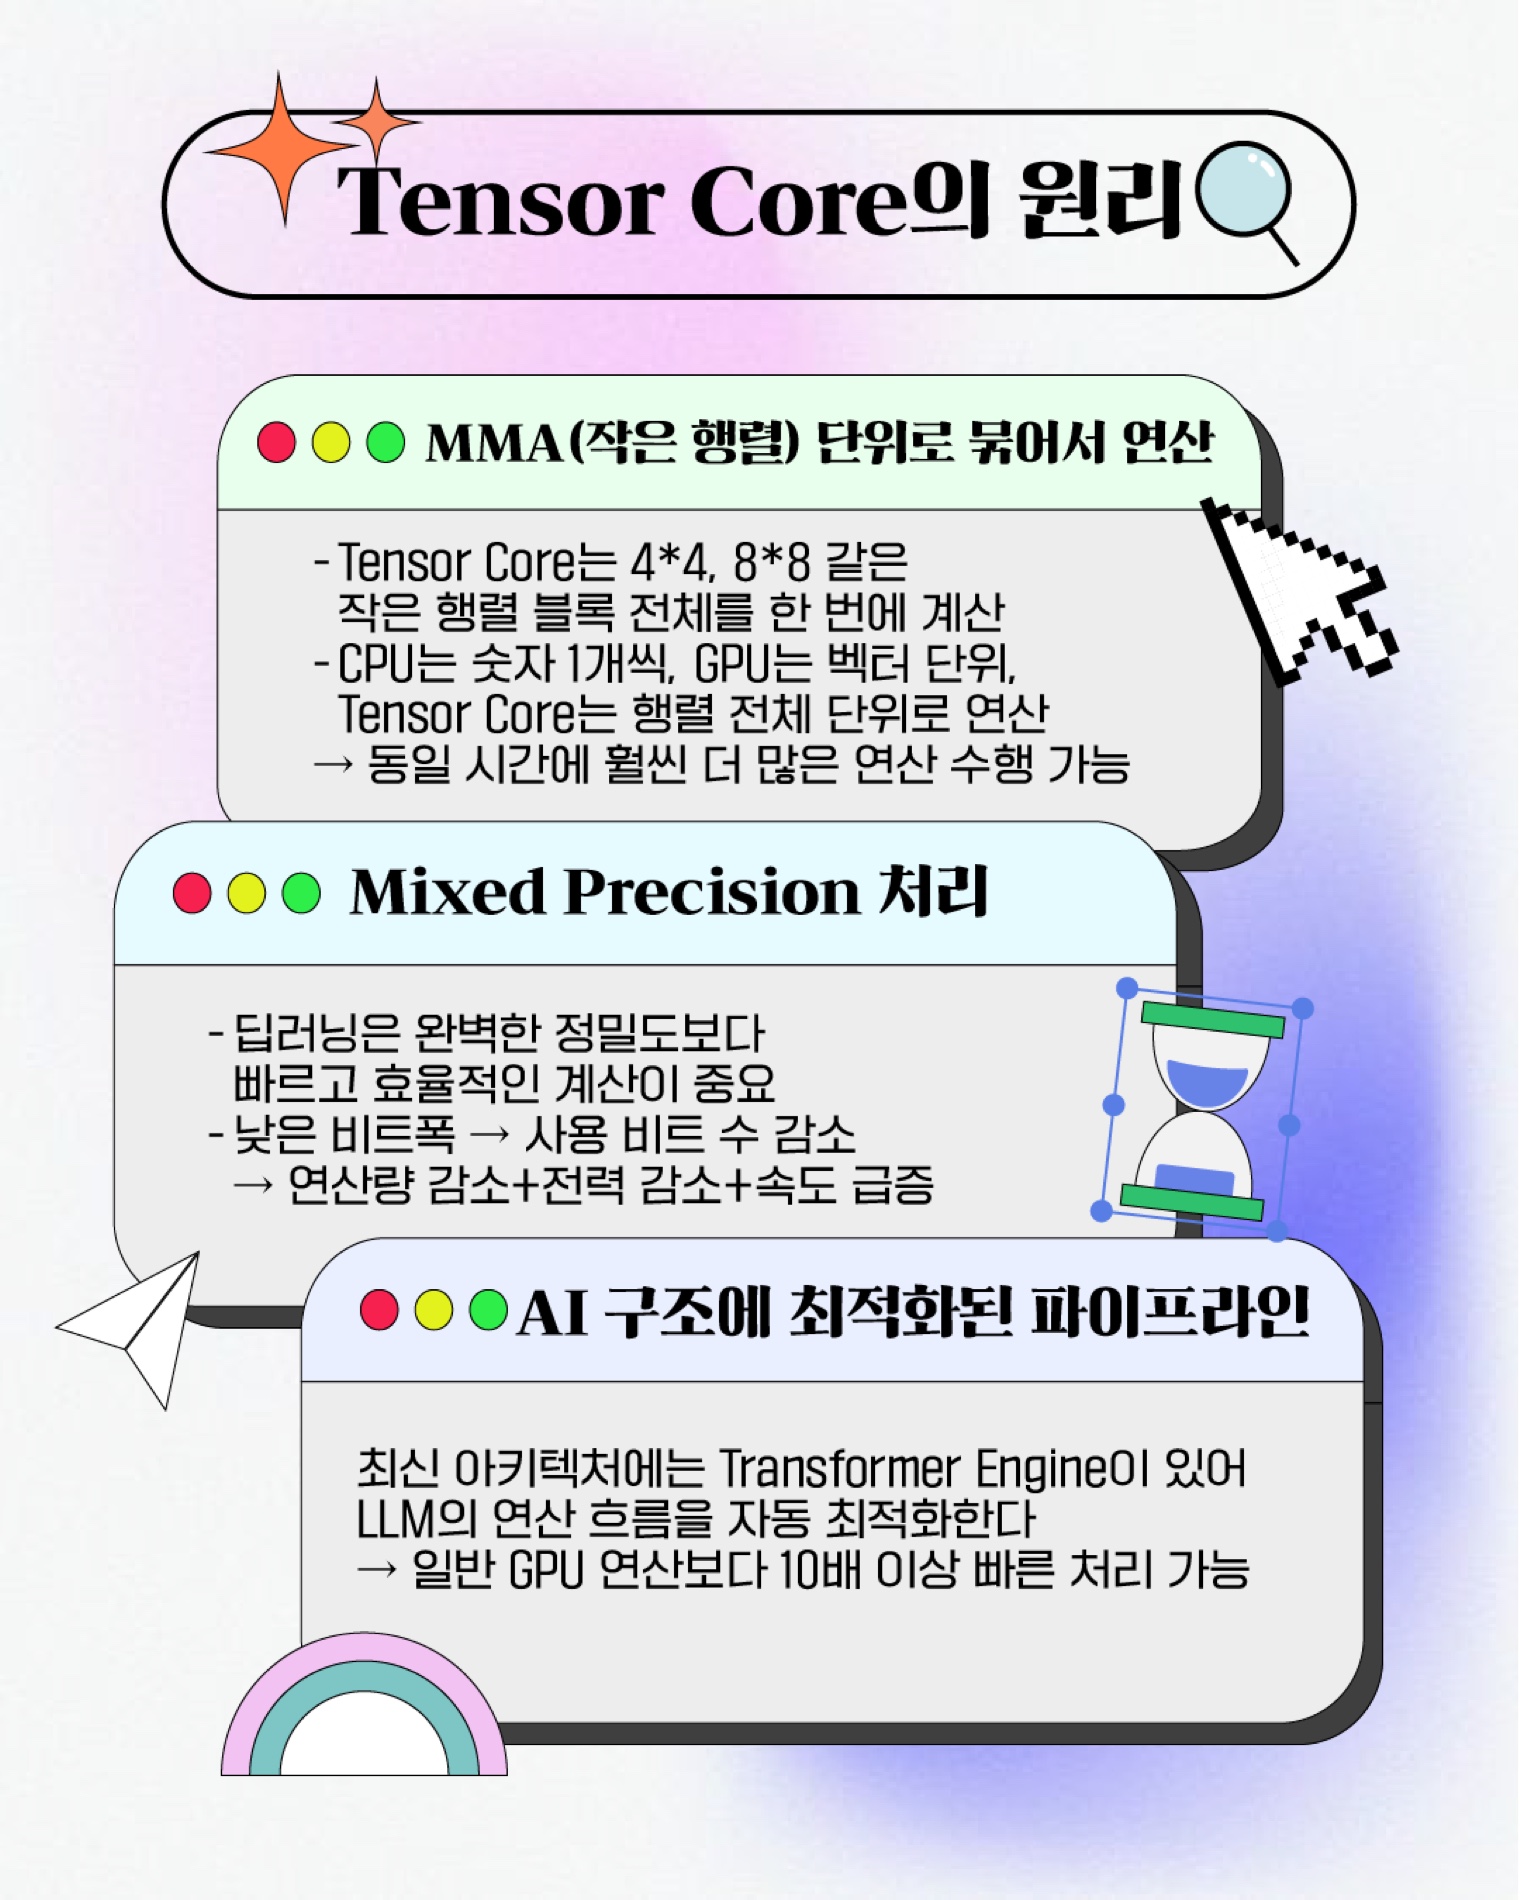 Tensor Core의 원리
MMA(작은 행렬) 단위로 묶어서 연산
- Tensor Core는 4*4, 8*8 같은
작은 행렬 블록 전체를 한 번에 계산
- CPU는 숫자 1개씩, GPU는 벡터 단위,
Tensor Core는 행렬 전체 단위로 연산
→ 동일 시간에 훨씬 더 많은 연산 수행 가능
Mixed Precision 처리
- 딥러닝은 완벽한 정밀도보다
빠르고 효율적인 계산이 중요
- 낮은 비트폭 → 사용 비트 수 감소
→ 연산량 감소+전력 감소+속도 급증
AI 구조에 최적화된 파이프라인
최신 아키텍처에는 Transformer Engine이 있어
LLM의 연산 흐름을 자동 최적화한다
→ 일반 GPU 연산보다 10배 이상 빠른 처리 가능